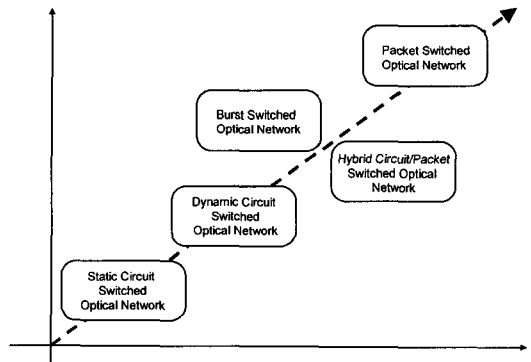 Packet Switched
Optical Network
Burst Switched
Optical Network
Hybrid Circuit/Packet
Switched Optical
Network
Dynamic Circuit
Switched
Optical Network
Static Circuit
Switched
Optical Network